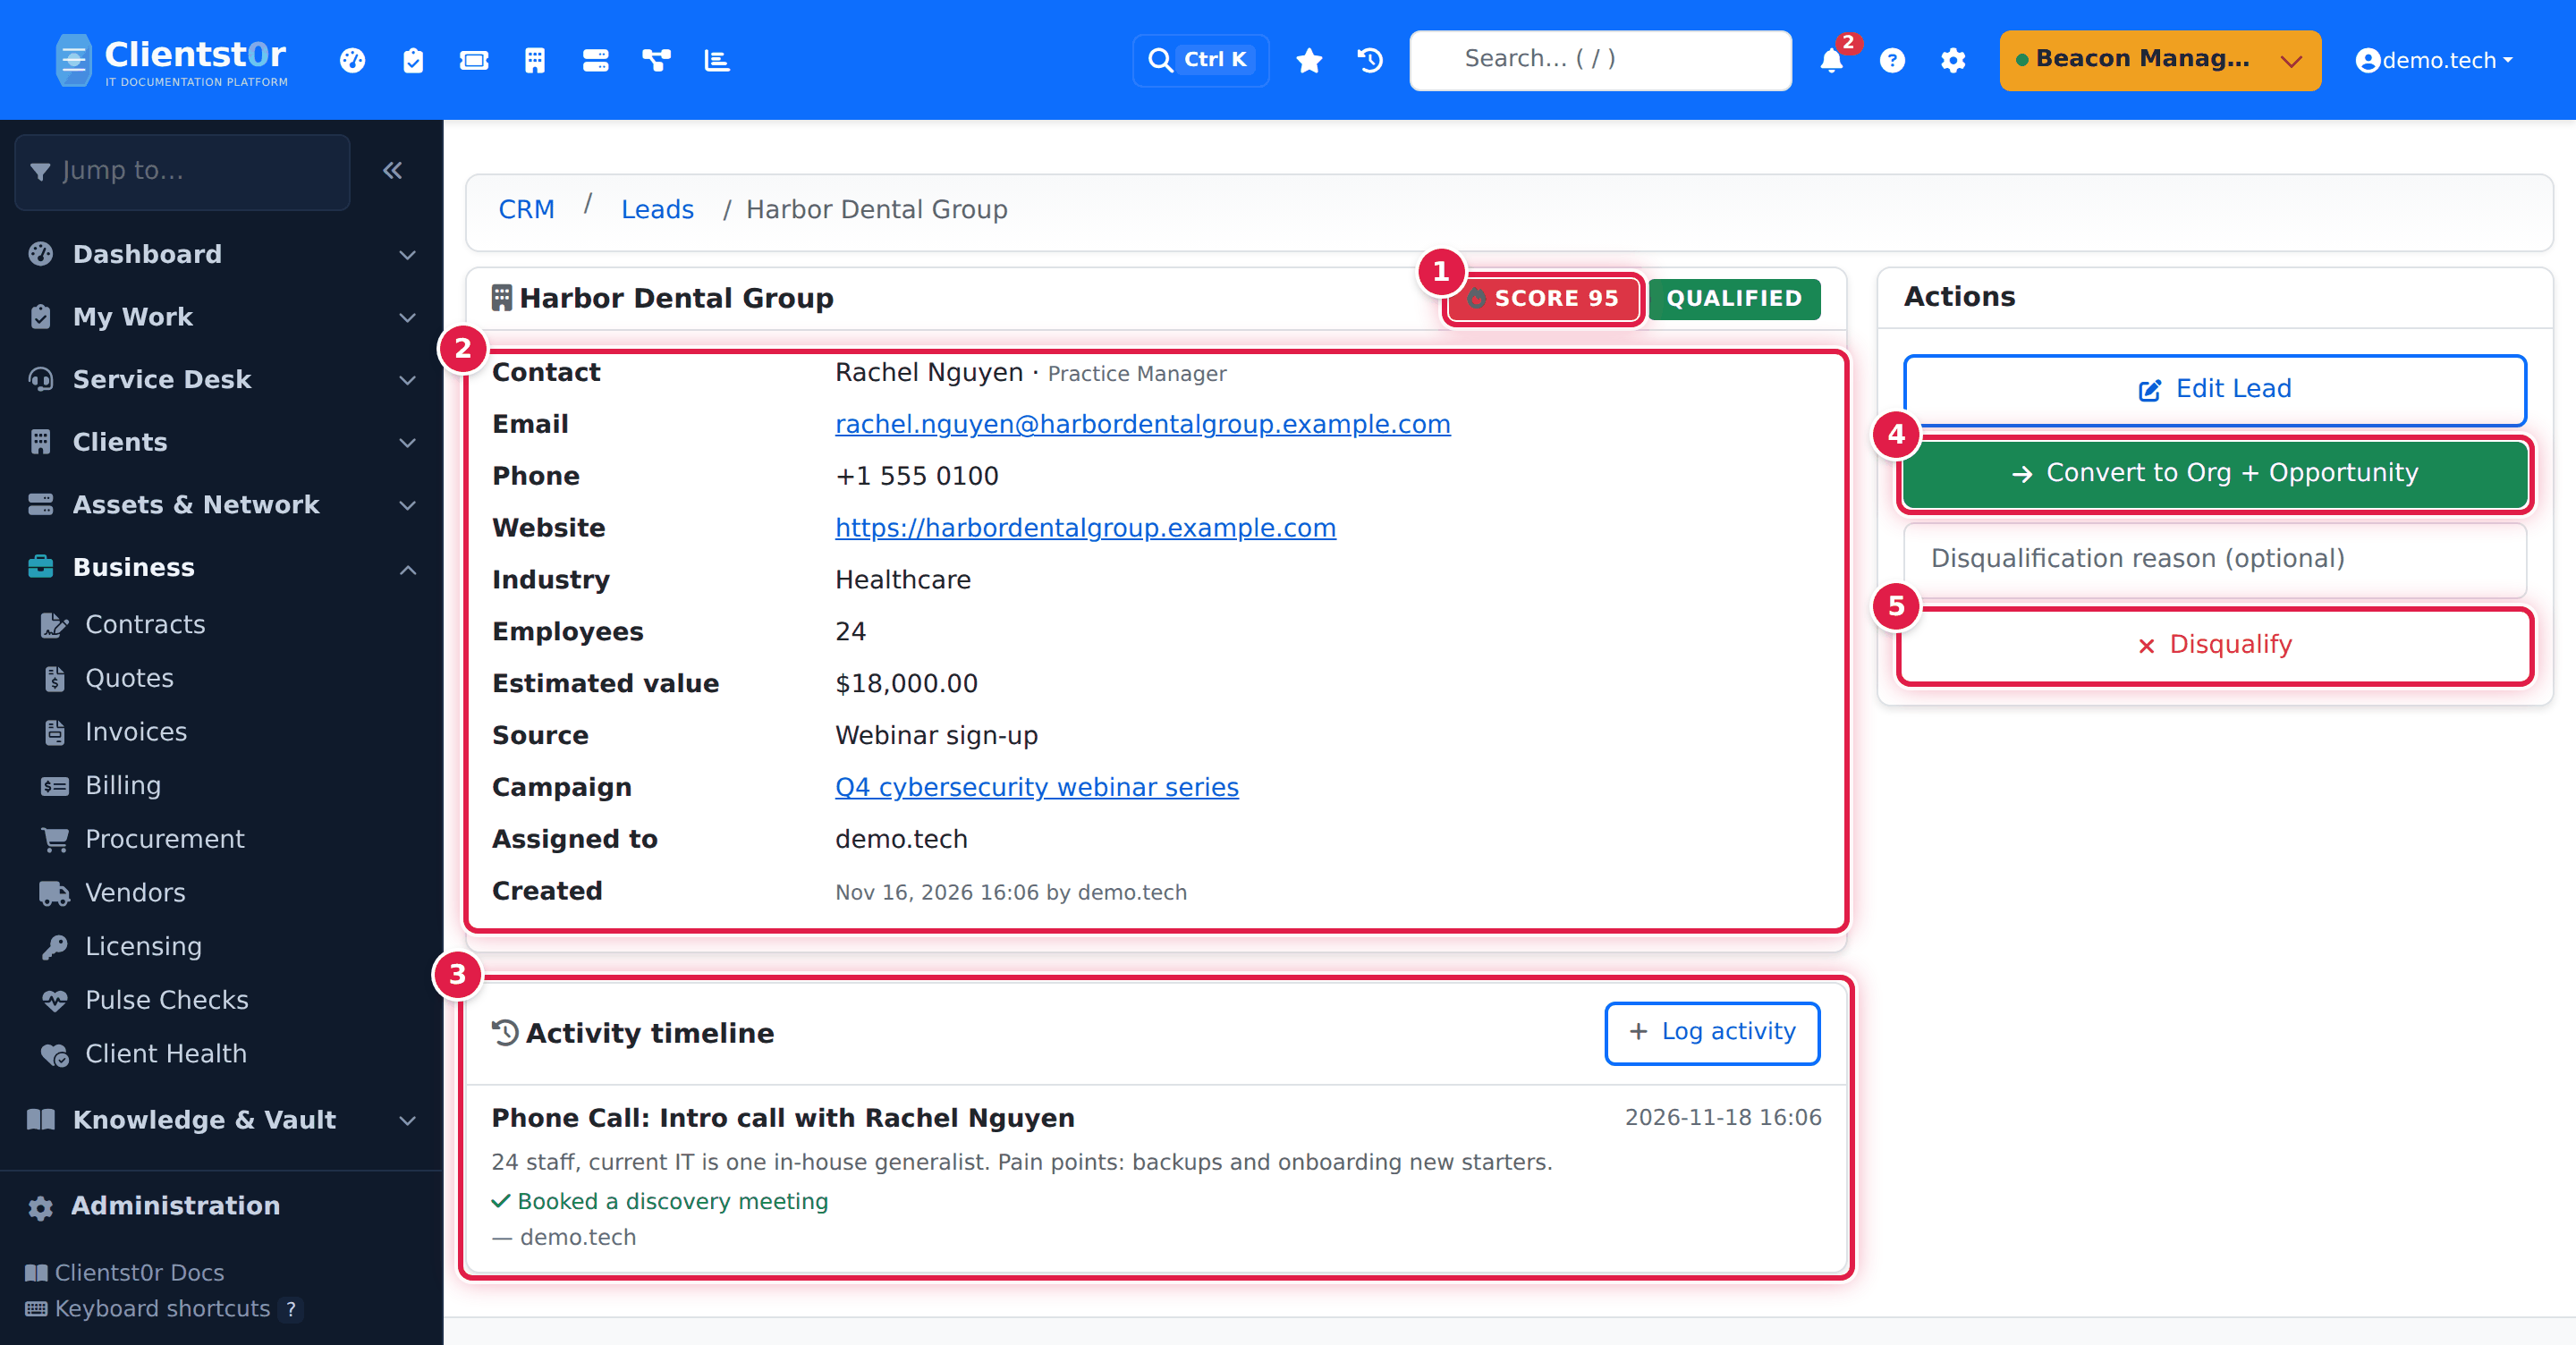 Clientst0r
IT DOCUMENTATION PLATFORM
Ctrl K
Search... ( / )
2
?
Beacon Manag...
demo.tech
Jump to...
Dashboard
My Work
Service Desk
Clients
Assets & Network
Business
Contracts
Quotes
Invoices
Billing
Procurement
Vendors
Licensing
Pulse Checks
Client Health
Knowledge & Vault
Administration
Clientst0r Docs
Keyboard shortcuts ?
CRM / Leads / Harbor Dental Group
Harbor Dental Group
1
SCORE 95
QUALIFIED
2
Contact Rachel Nguyen · Practice Manager
Email rachel.nguyen@harbordentalgroup.example.com
Phone +1 555 0100
Website https://harbordentalgroup.example.com
Industry Healthcare
Employees 24
Estimated value $18,000.00
Source Webinar sign-up
Campaign Q4 cybersecurity webinar series
Assigned to demo.tech
Created Nov 16, 2026 16:06 by demo.tech
3
Activity timeline
+ Log activity
Phone Call: Intro call with Rachel Nguyen 2026-11-18 16:06
24 staff, current IT is one in-house generalist. Pain points: backups and onboarding new starters.
Booked a discovery meeting
— demo.tech
Actions
Edit Lead
4
Convert to Org + Opportunity
Disqualification reason (optional)
5
Disqualify